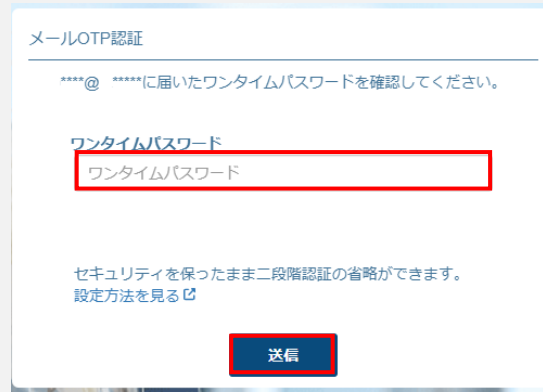 メールOTP認証
****@ *****に届いたワンタイムパスワードを確認してください。
ワンタイムパスワード
ワンタイムパスワード
セキュリティを保ったまま二段階認証の省略ができます。
設定方法を見る
送信